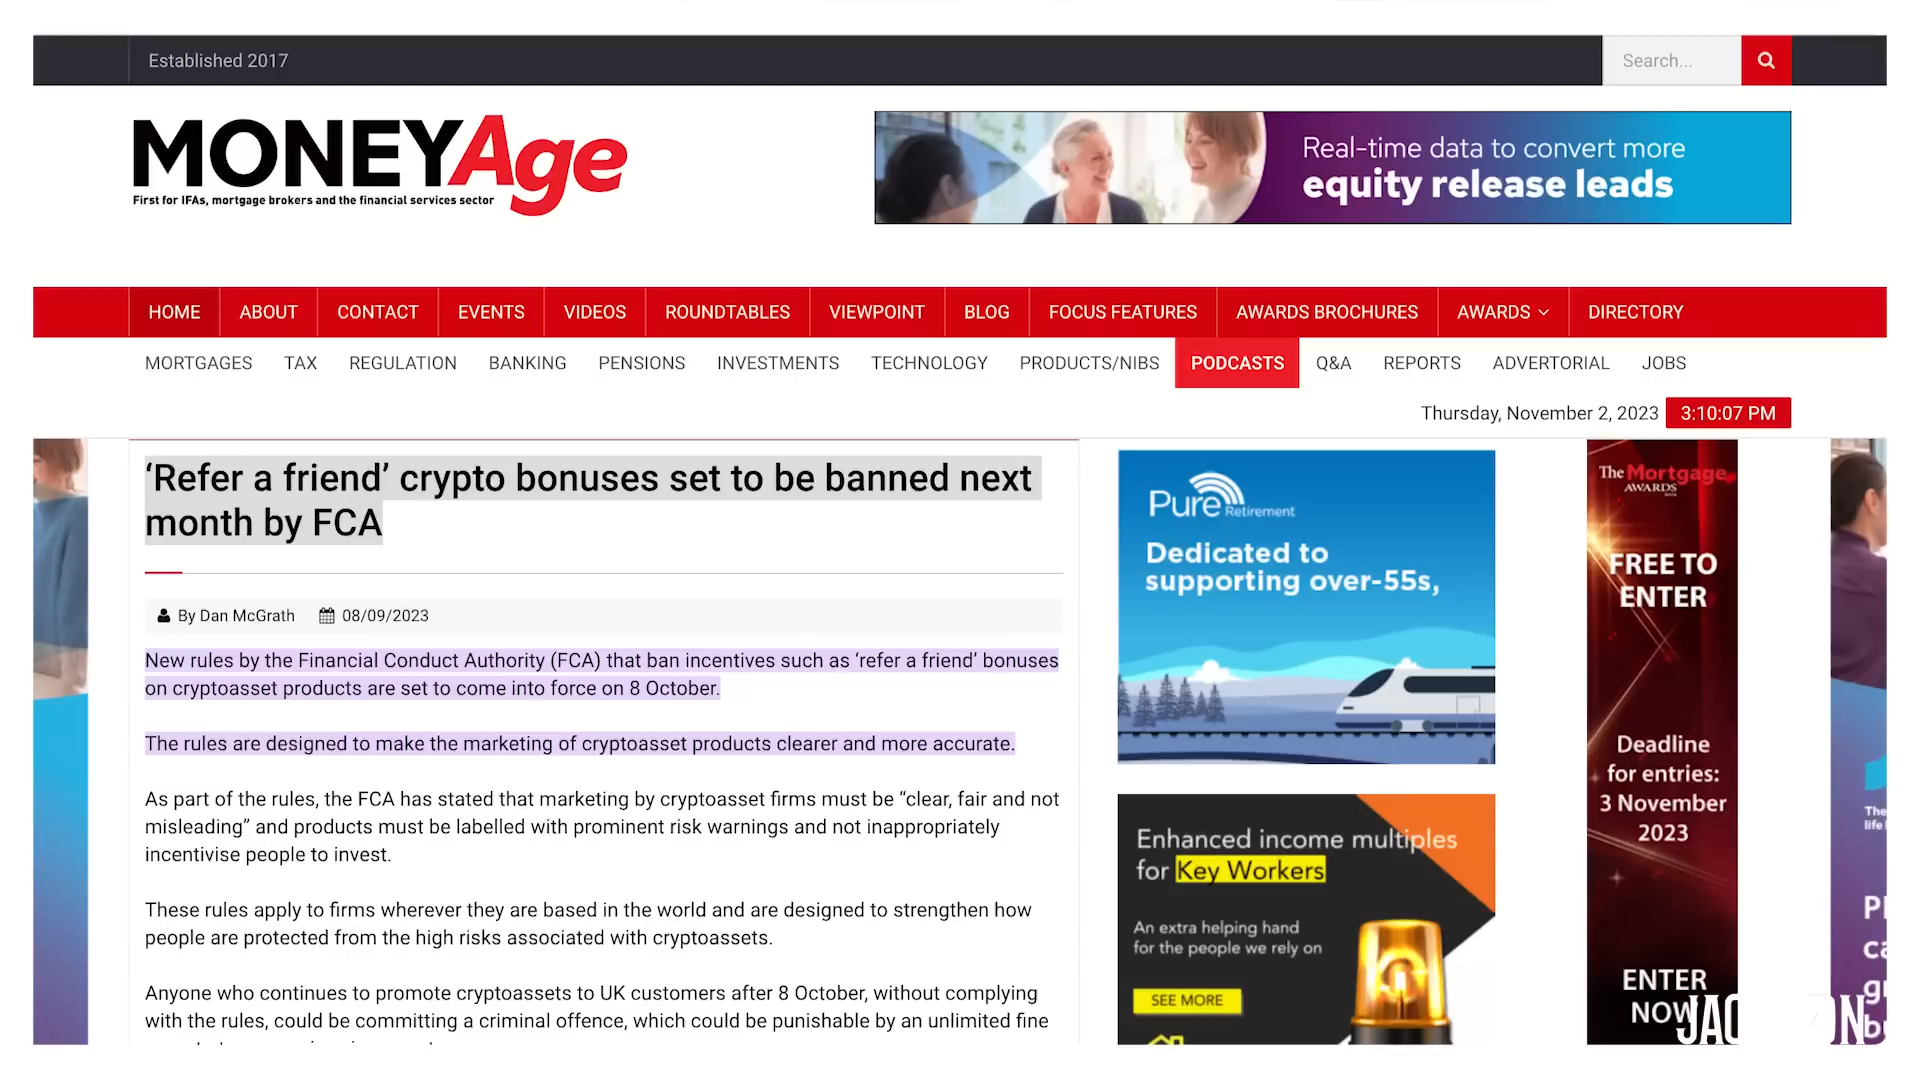 Established 2017
Search...
MONEYAge
First for IFAs, mortgage brokers and the financial services sector
Real-time data to convert more
equity release leads
HOME ABOUT CONTACT EVENTS VIDEOS ROUNDTABLES VIEWPOINT BLOG FOCUS FEATURES AWARDS BROCHURES AWARDS DIRECTORY
MORTGAGES TAX REGULATION BANKING PENSIONS INVESTMENTS TECHNOLOGY PRODUCTS/NIBS PODCASTS Q&A REPORTS ADVERTORIAL JOBS
Thursday, November 2, 2023 3:10:07 PM
‘Refer a friend’ crypto bonuses set to be banned next
month by FCA
By Dan McGrath 08/09/2023
New rules by the Financial Conduct Authority (FCA) that ban incentives such as ‘refer a friend’ bonuses
on cryptoasset products are set to come into force on 8 October.
The rules are designed to make the marketing of cryptoasset products clearer and more accurate.
As part of the rules, the FCA has stated that marketing by cryptoasset firms must be “clear, fair and not
misleading” and products must be labelled with prominent risk warnings and not inappropriately
incentivise people to invest.
These rules apply to firms wherever they are based in the world and are designed to strengthen how
people are protected from the high risks associated with cryptoassets.
Anyone who continues to promote cryptoassets to UK customers after 8 October, without complying
with the rules, could be committing a criminal offence, which could be punishable by an unlimited fine
Pure
Retirement
Dedicated to
supporting over-55s,
Enhanced income multiples
for Key Workers
An extra helping hand
for the people we rely on
SEE MORE
The Mortgage
AWARDS
FREE TO
ENTER
Deadline
for entries:
3 November
2023
ENTER
NOW
The
life